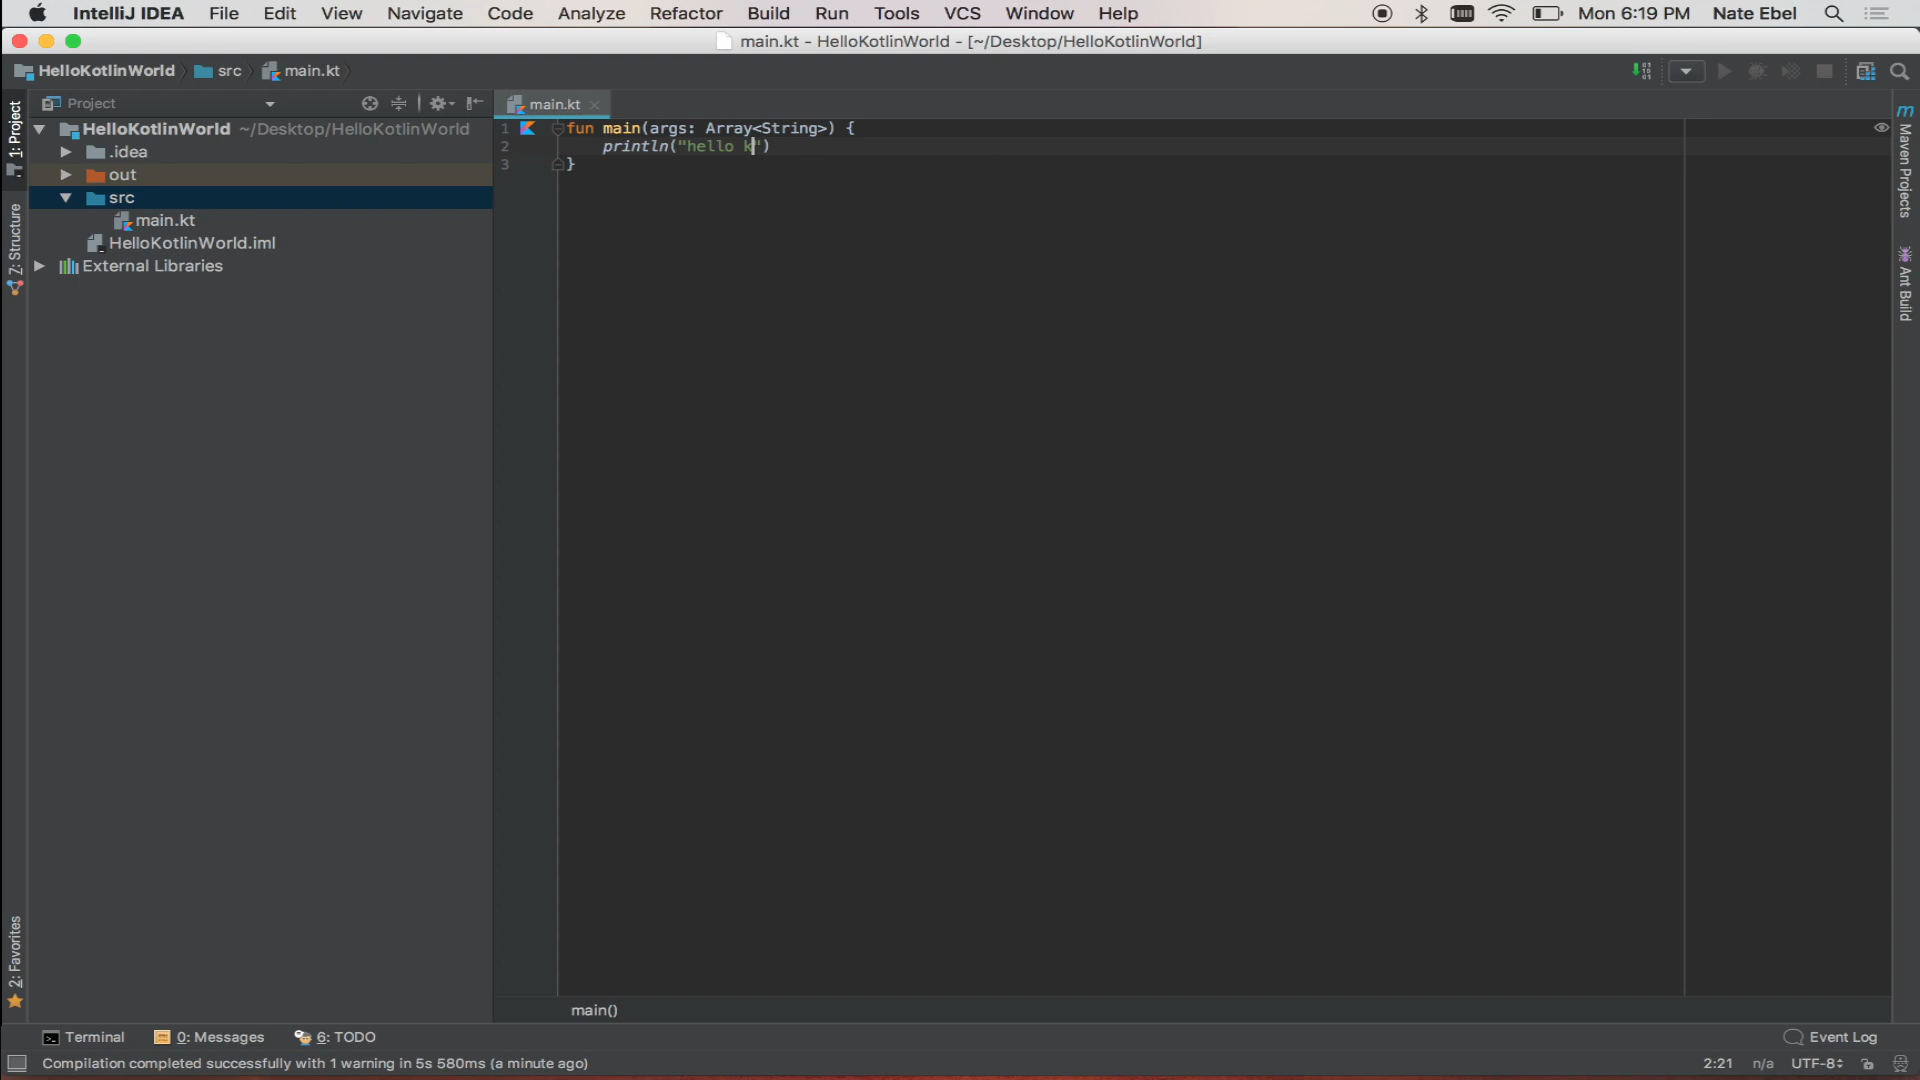 IntelliJ IDEA File Edit View Navigate Code Analyze Refactor Build Run Tools VCS Window Help Mon 6:19 PM Nate Ebel
main.kt - HelloKotlinWorld - [~/Desktop/HelloKotlinWorld]
HelloKotlinWorld src main.kt
Project
main.kt
1: Project
Z: Structure
2: Favorites
HelloKotlinWorld ~/Desktop/HelloKotlinWorld
.idea
out
src
main.kt
HelloKotlinWorld.iml
External Libraries
1 fun main(args: Array<String>) {
2 println("hello k")
3 }
main()
Maven Projects
Ant Build
Terminal 0: Messages 6: TODO Event Log
Compilation completed successfully with 1 warning in 5s 580ms (a minute ago) 2:21 n/a UTF-8